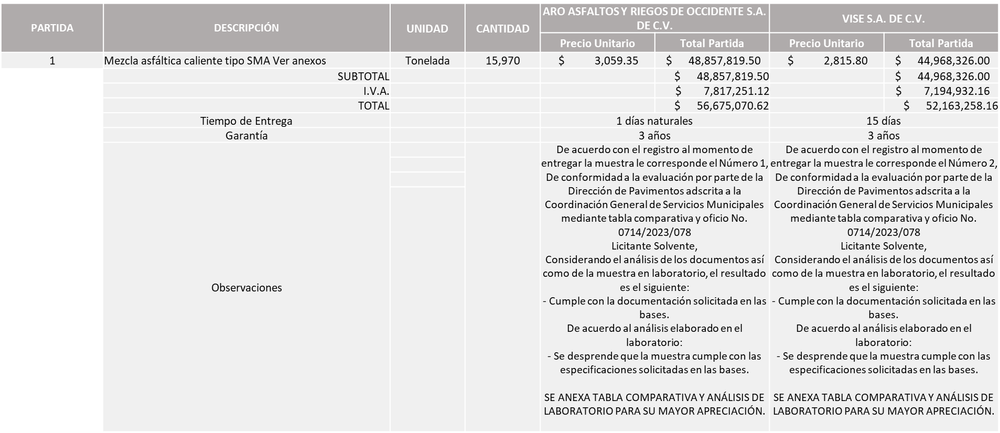 PARTIDA DESCRIPCIÓN UNIDAD CANTIDAD ARO ASFALTOS Y RIEGOS DE OCCIDENTE S.A. DE C.V. VISE S.A. DE C.V.
Precio Unitario Total Partida Precio Unitario Total Partida
1 Mezcla asfáltica caliente tipo SMA Ver anexos Tonelada 15,970 $ 3,059.35 $ 48,857,819.50 $ 2,815.80 $ 44,968,326.00
SUBTOTAL $ 48,857,819.50 $ 44,968,326.00
I.V.A. $ 7,817,251.12 $ 7,194,932.16
TOTAL $ 56,675,070.62 $ 52,163,258.16
Tiempo de Entrega 1 días naturales 15 días
Garantía 3 años 3 años
Observaciones
De acuerdo con el registro al momento de
entregar la muestra le corresponde el Número 1,
De conformidad a la evaluación por parte de la
Dirección de Pavimentos adscrita a la
Coordinación General de Servicios Municipales
mediante tabla comparativa y oficio No.
0714/2023/078
Licitante Solvente,
Considerando el análisis de los documentos así
como de la muestra en laboratorio, el resultado
es el siguiente:
- Cumple con la documentación solicitada en las
bases.
De acuerdo al análisis elaborado en el
laboratorio:
- Se desprende que la muestra cumple con las
especificaciones solicitadas en las bases.
SE ANEXA TABLA COMPARATIVA Y ANÁLISIS DE
LABORATORIO PARA SU MAYOR APRECIACIÓN.
De acuerdo con el registro al momento de
entregar la muestra le corresponde el Número 2,
De conformidad a la evaluación por parte de la
Dirección de Pavimentos adscrita a la
Coordinación General de Servicios Municipales
mediante tabla comparativa y oficio No.
0714/2023/078
Licitante Solvente,
Considerando el análisis de los documentos así
como de la muestra en laboratorio, el resultado
es el siguiente:
- Cumple con la documentación solicitada en las
bases.
De acuerdo al análisis elaborado en el
laboratorio:
- Se desprende que la muestra cumple con las
especificaciones solicitadas en las bases.
SE ANEXA TABLA COMPARATIVA Y ANÁLISIS DE
LABORATORIO PARA SU MAYOR APRECIACIÓN.